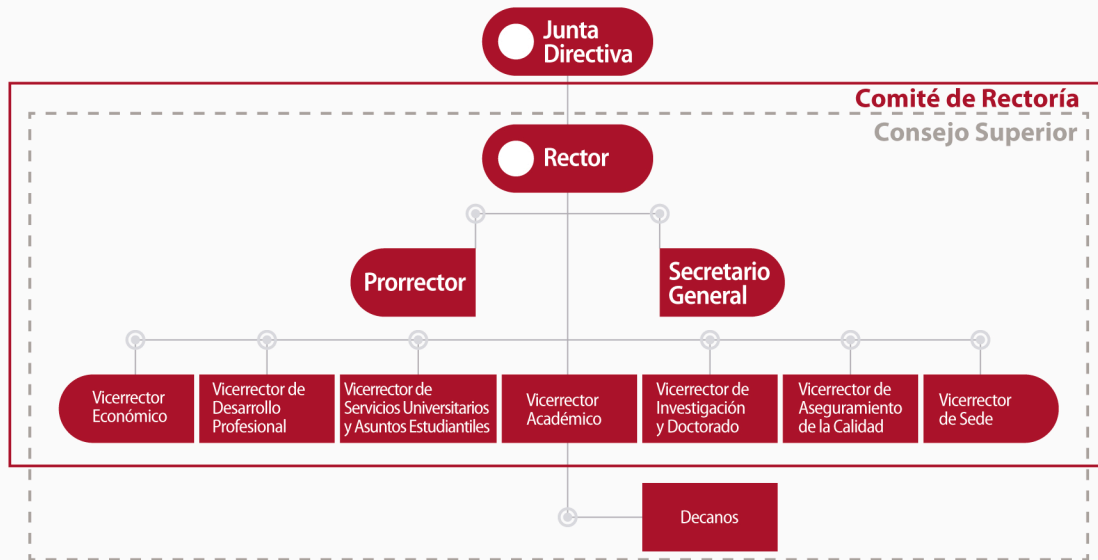 Junta
Directiva
Comité de Rectoría
Consejo Superior
Rector
Prorrector
Secretario
General
Vicerrector
Económico
Vicerrector de
Desarrollo
Profesional
Vicerrector de
Servicios Universitarios
y Asuntos Estudiantiles
Vicerrector
Académico
Vicerrector de
Investigación
y Doctorado
Vicerrector de
Aseguramiento
de la Calidad
Vicerrector
de Sede
Decanos